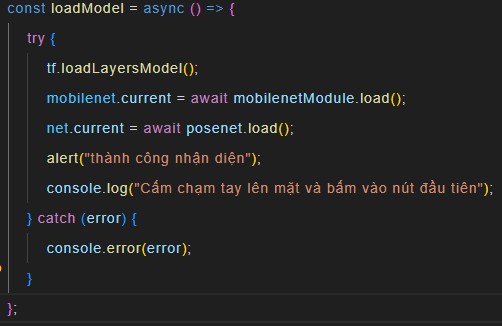 const loadModel = async () => {
try {
tf.loadLayersModel();
mobilenet.current = await mobilenetModule.load();
net.current = await posenet.load();
alert("thành công nhận diện");
console.log("Cấm chạm tay lên mặt và bấm vào nút đầu tiên");
} catch (error) {
console.error(error);
}
};